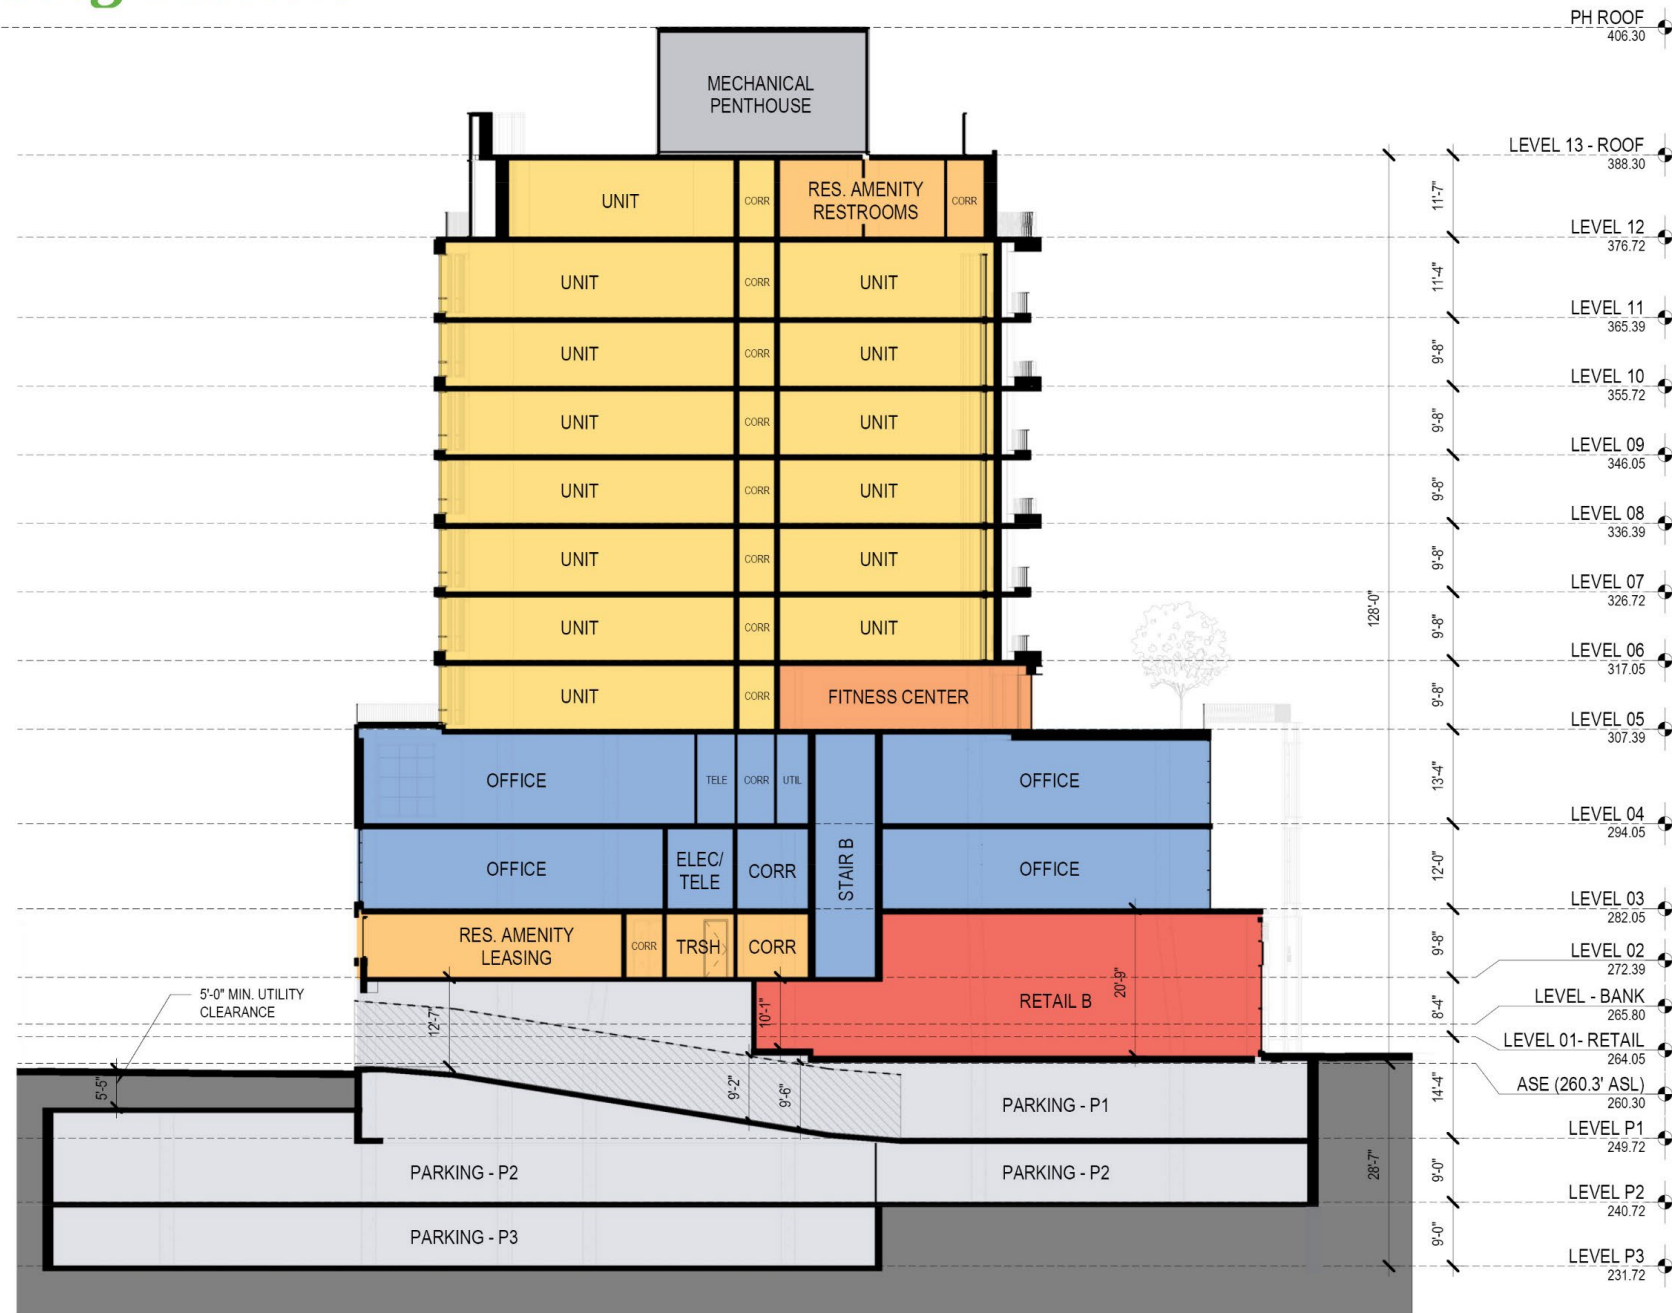 PH ROOF
406.30
MECHANICAL
PENTHOUSE
LEVEL 13 - ROOF
388.30
UNIT
CORR
RES. AMENITY
RESTROOMS
CORR
11'-7"
LEVEL 12
376.72
UNIT
CORR
UNIT
11'-4"
LEVEL 11
365.39
UNIT
CORR
UNIT
9'-8"
LEVEL 10
355.72
UNIT
CORR
UNIT
9'-8"
LEVEL 09
346.05
UNIT
CORR
UNIT
9'-8"
LEVEL 08
336.39
UNIT
CORR
UNIT
9'-8"
LEVEL 07
326.72
UNIT
CORR
UNIT
128'-0"
9'-8"
LEVEL 06
317.05
UNIT
CORR
FITNESS CENTER
9'-8"
LEVEL 05
307.39
OFFICE
TELE
CORR
UTIL
OFFICE
13'-4"
LEVEL 04
294.05
OFFICE
ELEC/
TELE
CORR
STAIR B
OFFICE
12'-0"
LEVEL 03
282.05
RES. AMENITY
LEASING
CORR
TRSH
CORR
9'-8"
LEVEL 02
272.39
5'-0" MIN. UTILITY
CLEARANCE
12'-7"
10'-1"
RETAIL B
20'-9"
8'-4"
LEVEL - BANK
265.80
LEVEL 01- RETAIL
264.05
5'-5"
9'-2"
9'-6"
PARKING - P1
14'-4"
ASE (260.3' ASL)
260.30
LEVEL P1
249.72
PARKING - P2
PARKING - P2
28'-7"
9'-0"
LEVEL P2
240.72
PARKING - P3
9'-0"
LEVEL P3
231.72